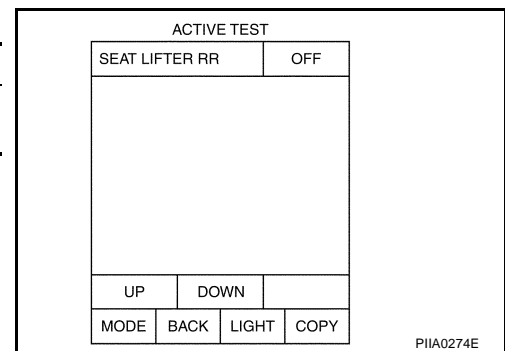 ACTIVE TEST
SEAT LIFTER RR OFF
UP DOWN
MODE BACK LIGHT COPY
PIIA0274E